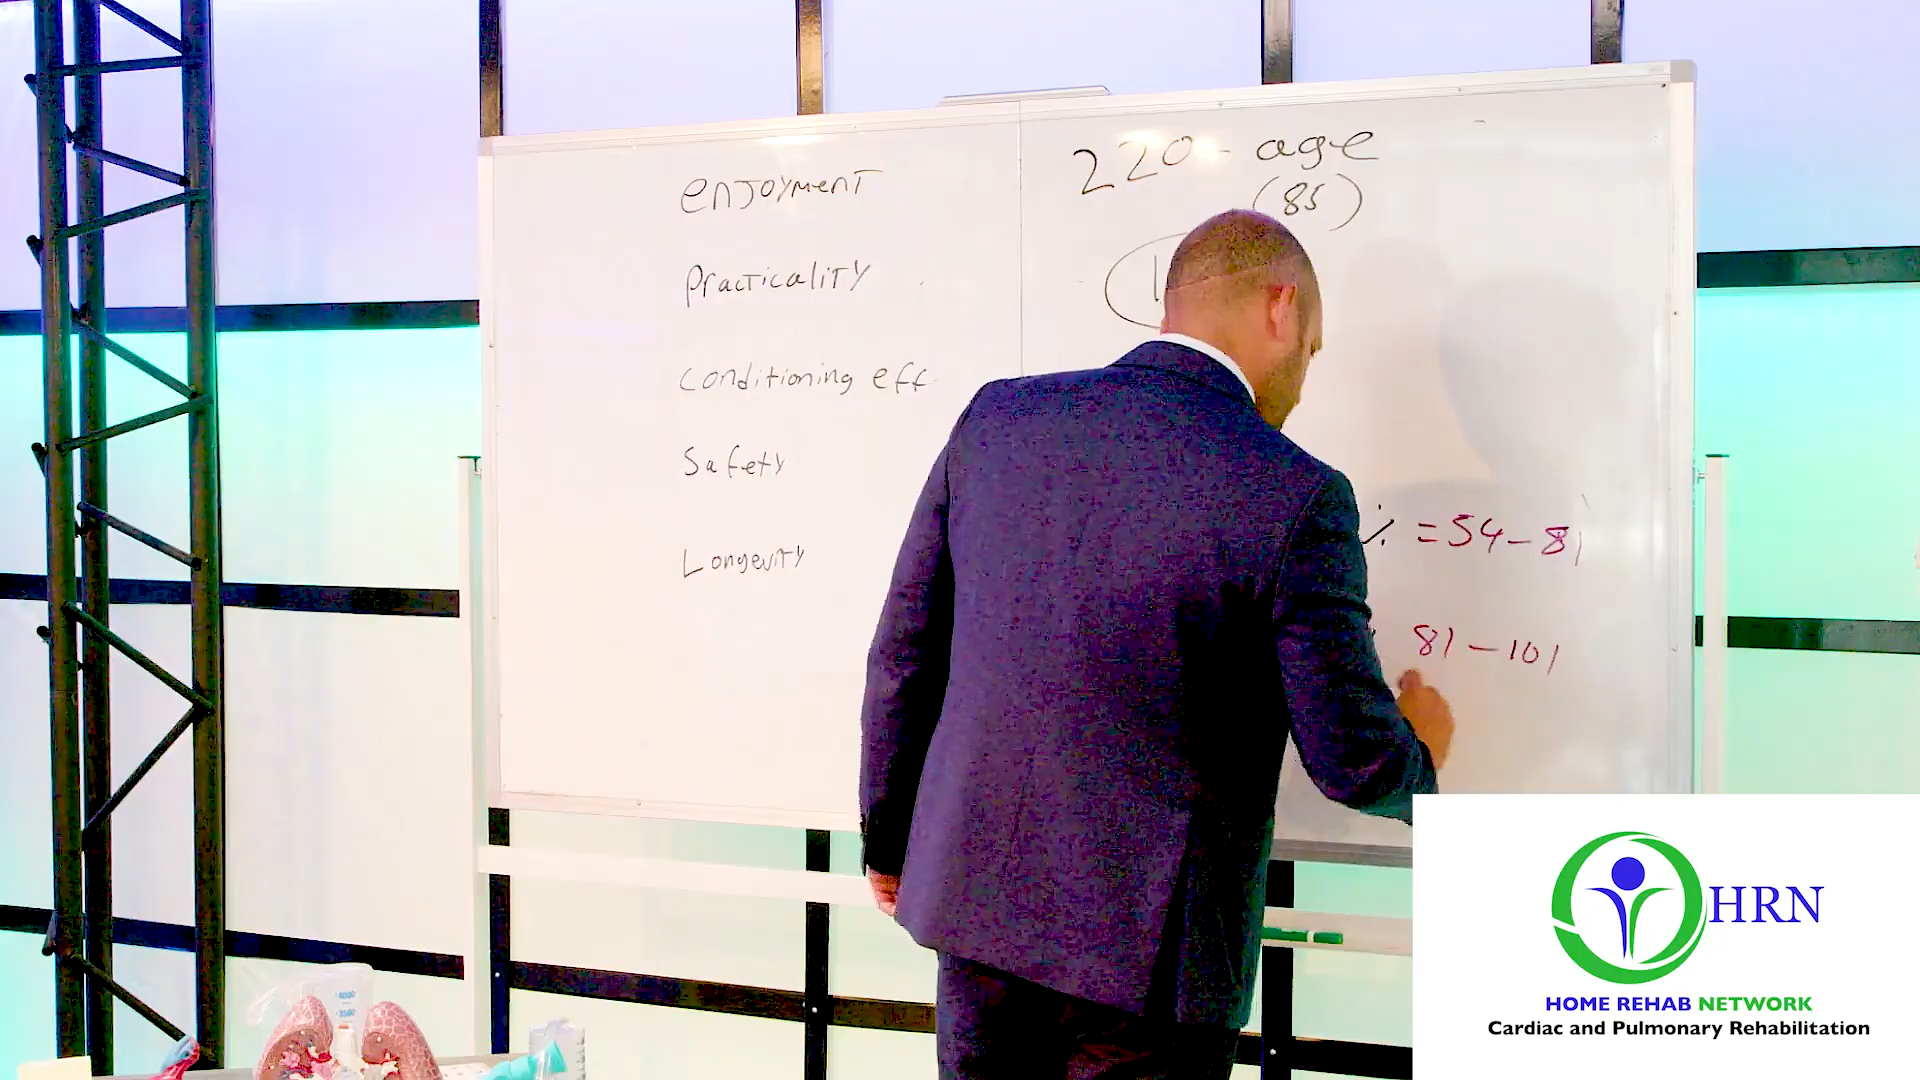 enjoyment
Practicality
Conditioning eff
Safety
Longevity
220 - age
(85)
% = 54 - 81
81 - 101
HRN
HOME REHAB NETWORK
Cardiac and Pulmonary Rehabilitation